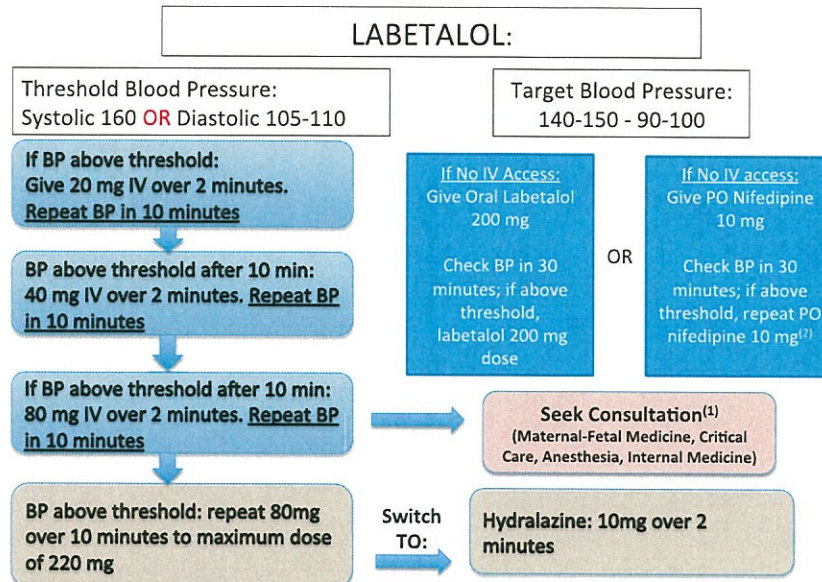 LABETALOL:
Threshold Blood Pressure:
Systolic 160 OR Diastolic 105-110
Target Blood Pressure:
140-150 - 90-100
If BP above threshold:
Give 20 mg IV over 2 minutes.
Repeat BP in 10 minutes
BP above threshold after 10 min:
40 mg IV over 2 minutes. Repeat BP
in 10 minutes
If BP above threshold after 10 min:
80 mg IV over 2 minutes. Repeat BP
in 10 minutes
BP above threshold: repeat 80mg
over 10 minutes to maximum dose
of 220 mg
If No IV Access:
Give Oral Labetalol
200 mg
Check BP in 30
minutes; if above
threshold,
labetalol 200 mg
dose
OR
If No IV access:
Give PO Nifedipine
10 mg
Check BP in 30
minutes; if above
threshold, repeat PO
nifedipine 10 mg(2)
Seek Consultation(1)
(Maternal-Fetal Medicine, Critical
Care, Anesthesia, Internal Medicine)
Switch
TO:
Hydralazine: 10mg over 2
minutes